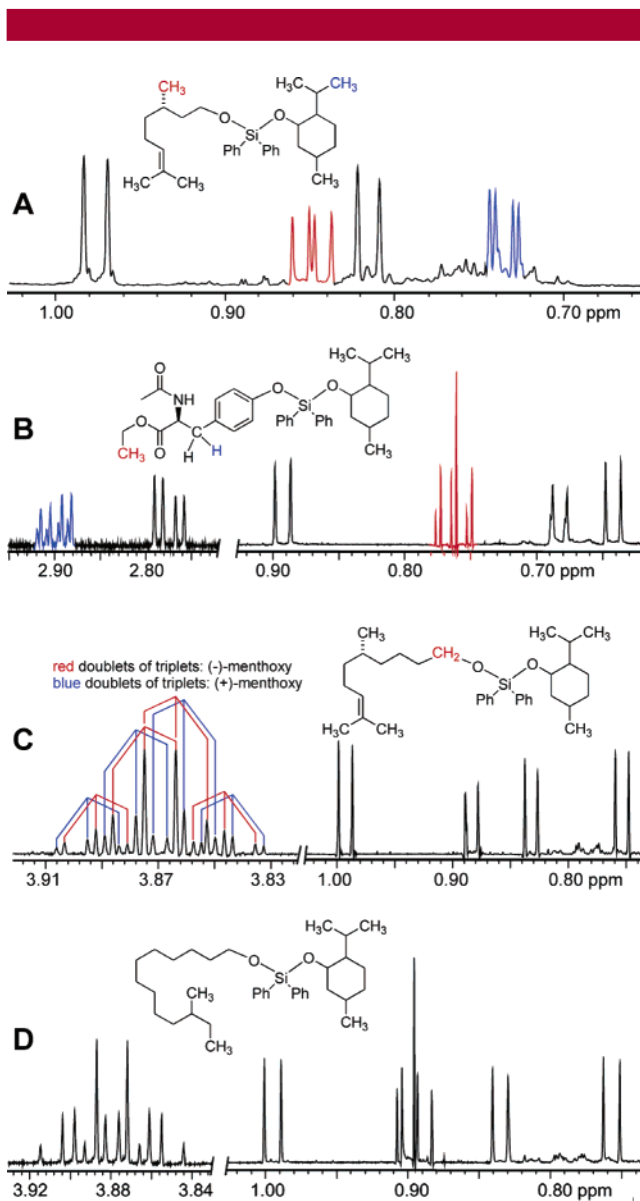 CH₃ H₃C CH₃
O O
Si
Ph Ph
H₃C CH₃ CH₃
A
1.00 0.90 0.80 0.70 ppm
H₃C CH₃
O
NH O O
O Si
O C Ph Ph
CH₃ H H CH₃
B
2.90 2.80 0.90 0.80 0.70 ppm
CH₃ H₃C CH₃
CH₂ O O
Si
Ph Ph
H₃C CH₃ CH₃
red doublets of triplets: (-)-menthoxy
blue doublets of triplets: (+)-menthoxy
C
3.91 3.87 3.83 1.00 0.90 0.80 ppm
H₃C CH₃
O O
Si
CH₃ Ph Ph
CH₃ CH₃
D
3.92 3.88 3.84 1.00 0.90 0.80 ppm